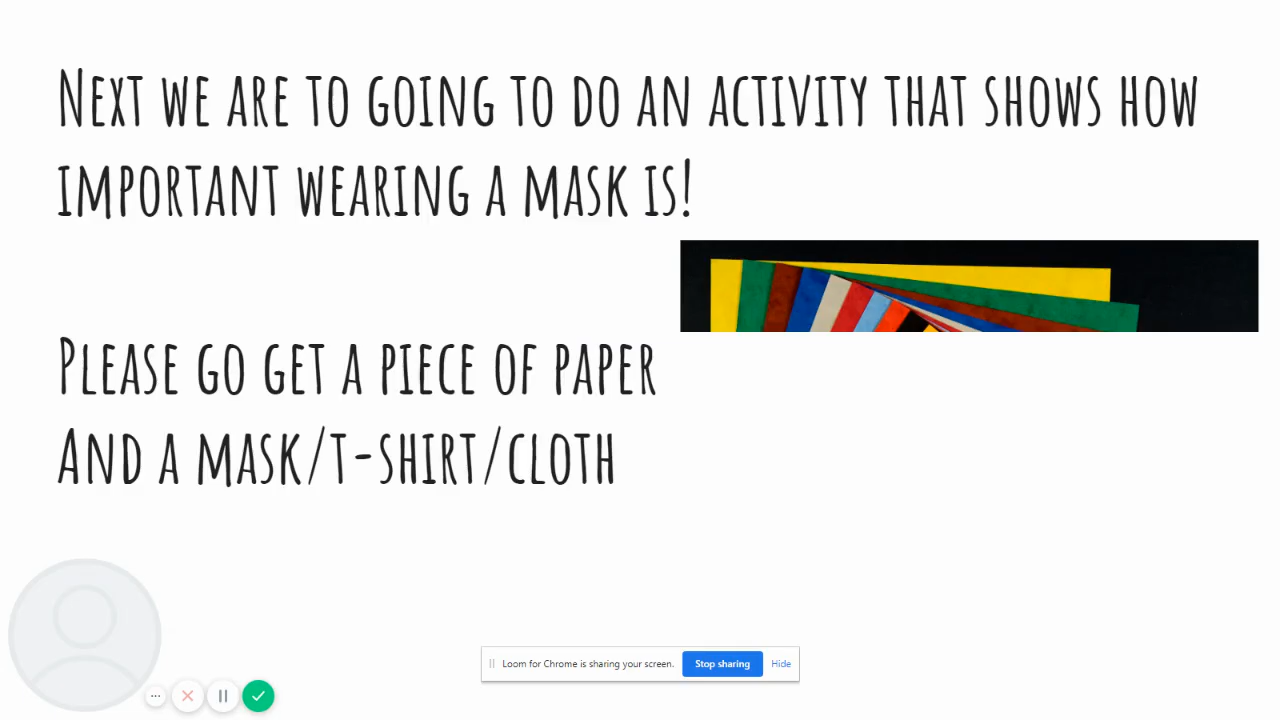 Next we are to going to do an activity that shows how
important wearing a mask is!
Please go get a piece of paper
And a mask/t-shirt/cloth
Loom for Chrome is sharing your screen. Stop sharing Hide